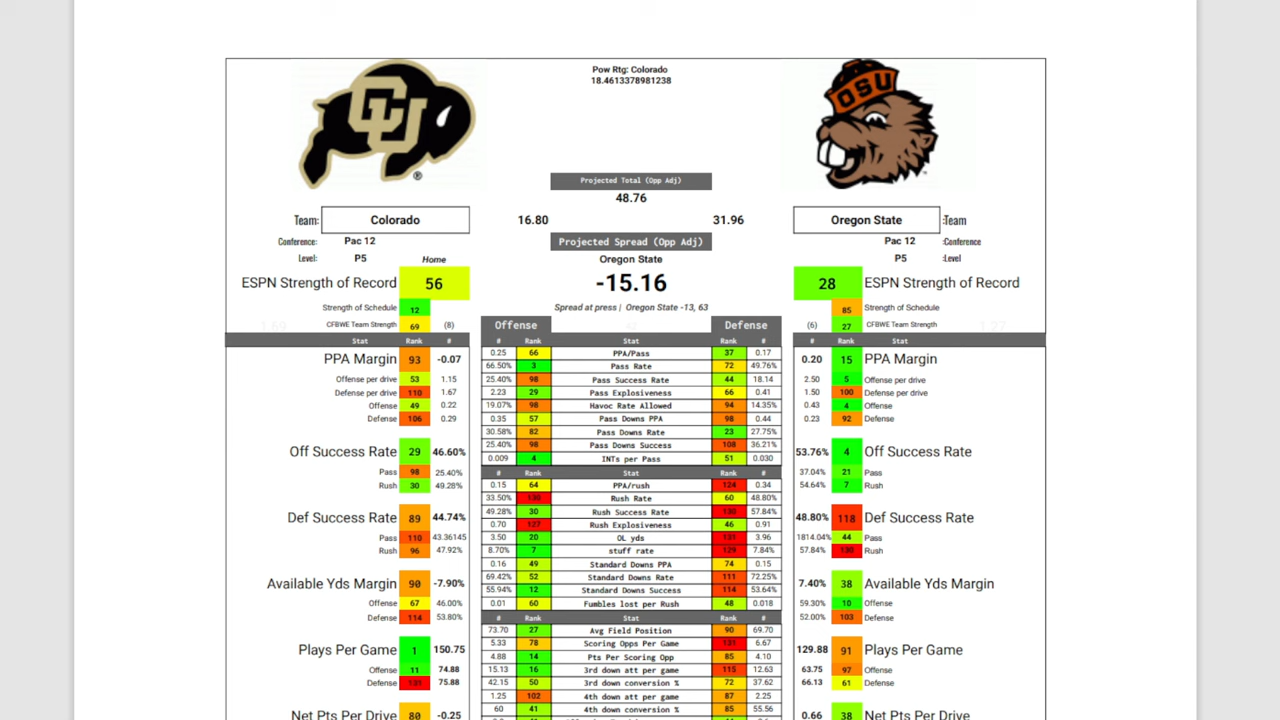 Pow Rtg: Colorado
18.4613378981238
CU
®
OSU
Projected Total (Opp Adj)
48.76
Team: Colorado 16.80 31.96 Oregon State :Team
Conference: Pac 12 Projected Spread (Opp Adj) Pac 12 :Conference
Level: P5 Home Oregon State P5 :Level
ESPN Strength of Record 56 -15.16 28 ESPN Strength of Record
Strength of Schedule 12 Spread at press | Oregon State -13, 63 85 Strength of Schedule
CFBWE Team Strength 69 (8) Offense Defense (6) 27 CFBWE Team Strength
Stat Rank # # Rank Stat Rank # # Rank Stat
PPA Margin 93 -0.07
Offense per drive 53 1.15
Defense per drive 110 1.67
Offense 49 0.22
Defense 106 0.29
Off Success Rate 29 46.60%
Pass 98 25.40%
Rush 30 49.28%
Def Success Rate 89 44.74%
Pass 110 43.36145
Rush 96 47.92%
Available Yds Margin 90 -7.90%
Offense 67 46.00%
Defense 114 53.80%
Plays Per Game 1 150.75
Offense 11 74.88
Defense 131 75.88
Net Pts Per Drive 80 -0.25
0.25 66 PPA/Pass 37 0.17
66.50% 3 Pass Rate 72 49.76%
25.40% 98 Pass Success Rate 44 18.14
2.23 29 Pass Explosiveness 66 0.41
19.07% 98 Havoc Rate Allowed 94 14.35%
0.35 57 Pass Downs PPA 98 0.44
30.58% 82 Pass Downs Rate 23 27.75%
25.40% 98 Pass Downs Success 108 36.21%
0.009 4 INTs per Pass 51 0.030
# Rank Stat Rank #
0.15 64 PPA/rush 124 0.34
33.50% 130 Rush Rate 60 48.80%
49.28% 30 Rush Success Rate 130 57.84%
0.70 127 Rush Explosiveness 46 0.91
3.50 20 OL yds 131 3.96
8.70% 7 stuff rate 129 7.84%
0.16 49 Standard Downs PPA 74 0.15
69.42% 52 Standard Downs Rate 111 72.25%
55.94% 12 Standard Downs Success 114 53.64%
0.01 60 Fumbles lost per Rush 48 0.018
# Rank Stat Rank #
73.70 27 Avg Field Position 90 69.70
5.33 78 Scoring Opps Per Game 131 6.67
4.88 14 Pts Per Scoring Opp 85 4.10
15.13 16 3rd down att per game 115 12.63
42.15 50 3rd down conversion % 72 37.62
1.25 102 4th down att per game 87 2.25
60 41 4th down conversion % 88 55.56
0.20 15 PPA Margin
2.50 5 Offense per drive
1.50 100 Defense per drive
0.43 4 Offense
0.23 92 Defense
53.76% 4 Off Success Rate
37.04% 21 Pass
54.64% 7 Rush
48.80% 118 Def Success Rate
1814.04% 44 Pass
57.84% 130 Rush
7.40% 38 Available Yds Margin
59.30% 10 Offense
52.00% 103 Defense
129.88 91 Plays Per Game
63.75 97 Offense
66.13 61 Defense
0.66 38 Net Pts Per Drive